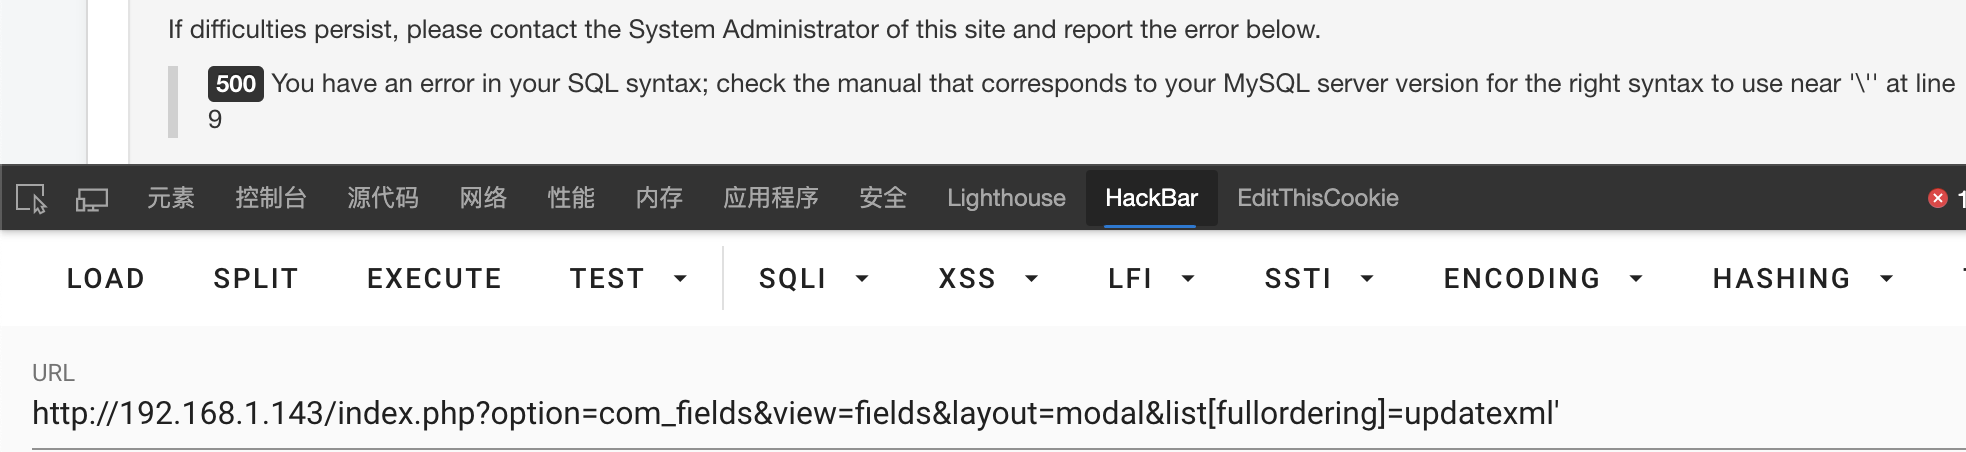 If difficulties persist, please contact the System Administrator of this site and report the error below.
500 You have an error in your SQL syntax; check the manual that corresponds to your MySQL server version for the right syntax to use near '\'' at line
9
元素 控制台 源代码 网络 性能 内存 应用程序 安全 Lighthouse HackBar EditThisCookie 1
LOAD SPLIT EXECUTE TEST SQLI XSS LFI SSTI ENCODING HASHING
URL
http://192.168.1.143/index.php?option=com_fields&view=fields&layout=modal&list[fullordering]=updatexml'